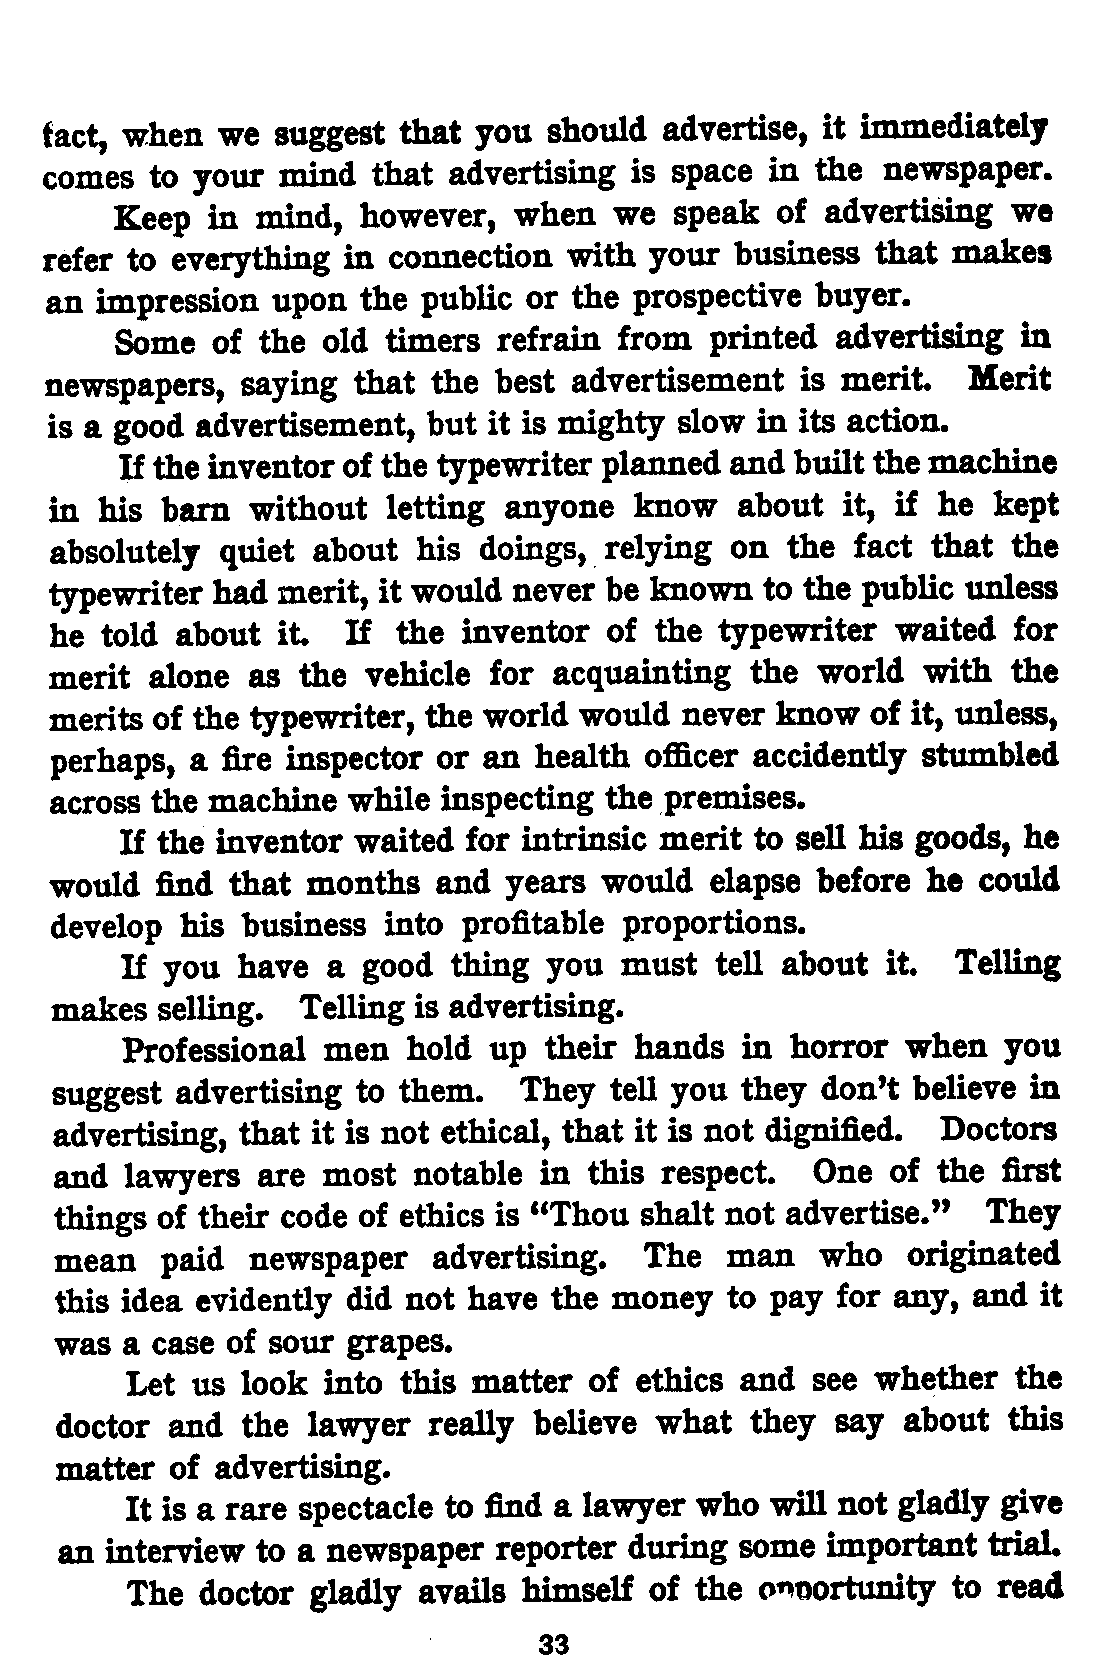 fact, when we suggest that you should advertise, it immediately
comes to your mind that advertising is space in the newspaper.
Keep in mind, however, when we speak of advertising we
refer to everything in connection with your business that makes
an impression upon the public or the prospective buyer.
Some of the old timers refrain from printed advertising in
newspapers, saying that the best advertisement is merit. Merit
is a good advertisement, but it is mighty slow in its action.
If the inventor of the typewriter planned and built the machine
in his barn without letting anyone know about it, if he kept
absolutely quiet about his doings, relying on the fact that the
typewriter had merit, it would never be known to the public unless
he told about it. If the inventor of the typewriter waited for
merit alone as the vehicle for acquainting the world with the
merits of the typewriter, the world would never know of it, unless,
perhaps, a fire inspector or an health officer accidently stumbled
across the machine while inspecting the premises.
If the inventor waited for intrinsic merit to sell his goods, he
would find that months and years would elapse before he could
develop his business into profitable proportions.
If you have a good thing you must tell about it. Telling
makes selling. Telling is advertising.
Professional men hold up their hands in horror when you
suggest advertising to them. They tell you they don't believe in
advertising, that it is not ethical, that it is not dignified. Doctors
and lawyers are most notable in this respect. One of the first
things of their code of ethics is “Thou shalt not advertise.” They
mean paid newspaper advertising. The man who originated
this idea evidently did not have the money to pay for any, and it
was a case of sour grapes.
Let us look into this matter of ethics and see whether the
doctor and the lawyer really believe what they say about this
matter of advertising.
It is a rare spectacle to find a lawyer who will not gladly give
an interview to a newspaper reporter during some important trial.
The doctor gladly avails himself of the opportunity to read
33